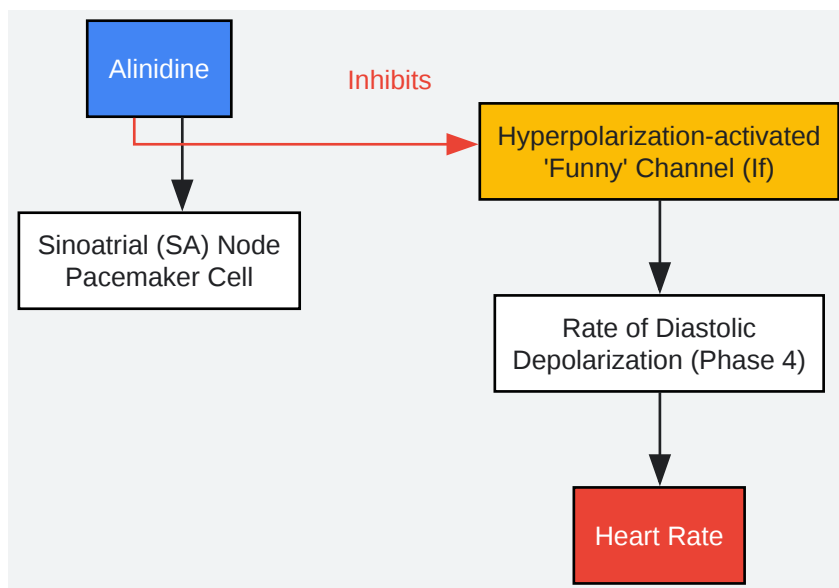 Alinidine
Inhibits
Hyperpolarization-activated
'Funny' Channel (If)
Sinoatrial (SA) Node
Pacemaker Cell
Rate of Diastolic
Depolarization (Phase 4)
Heart Rate